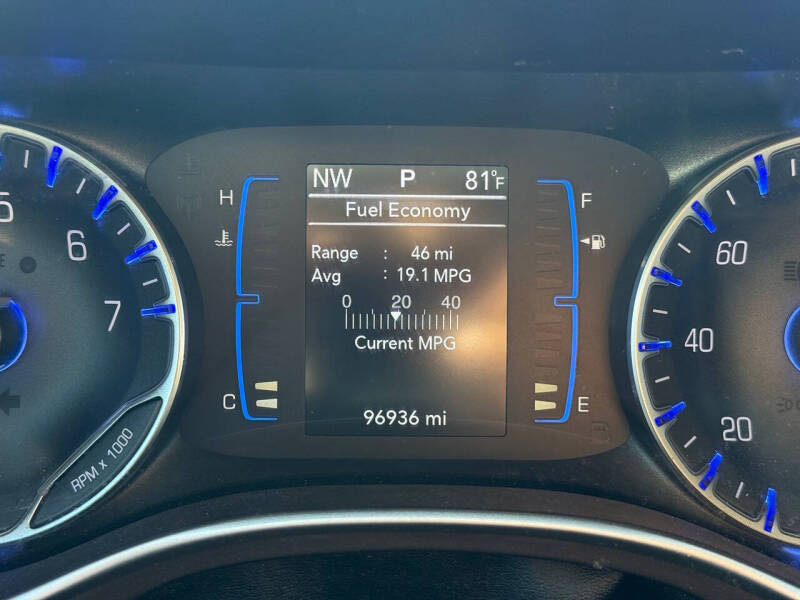 NW P 81°F
Fuel Economy
Range : 46 mi
Avg : 19.1 MPG
0 20 40
Current MPG
96936 mi
H
C
F
E
5
6
7
RPM x 1000
60
40
20